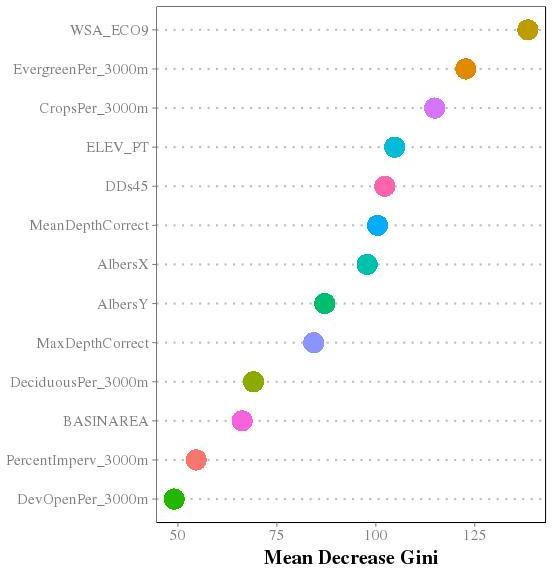 WSA_ECO9
EvergreenPer_3000m
CropsPer_3000m
ELEV_PT
DDs45
MeanDepthCorrect
AlbersX
AlbersY
MaxDepthCorrect
DeciduousPer_3000m
BASINAREA
PercentImperv_3000m
DevOpenPer_3000m
50 75 100 125
Mean Decrease Gini